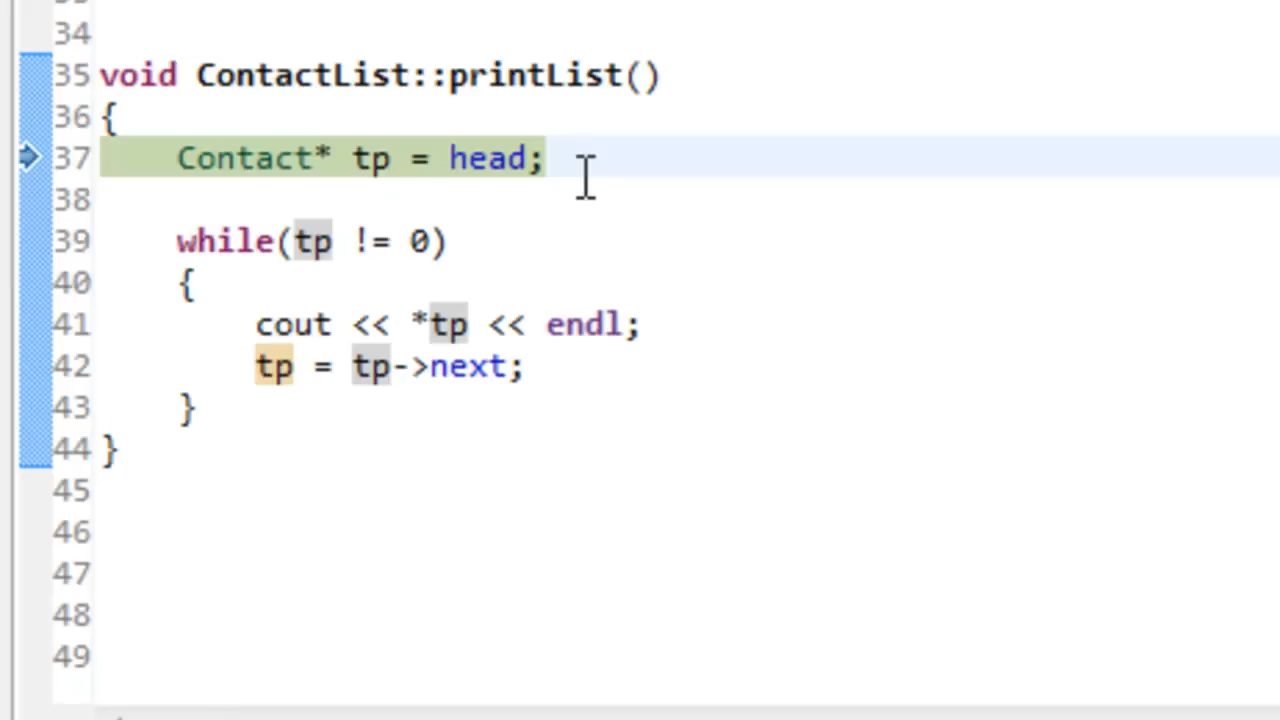 34
35 void ContactList::printList()
36 {
37 Contact* tp = head;
38
39 while(tp != 0)
40 {
41 cout << *tp << endl;
42 tp = tp->next;
43 }
44 }
45
46
47
48
49